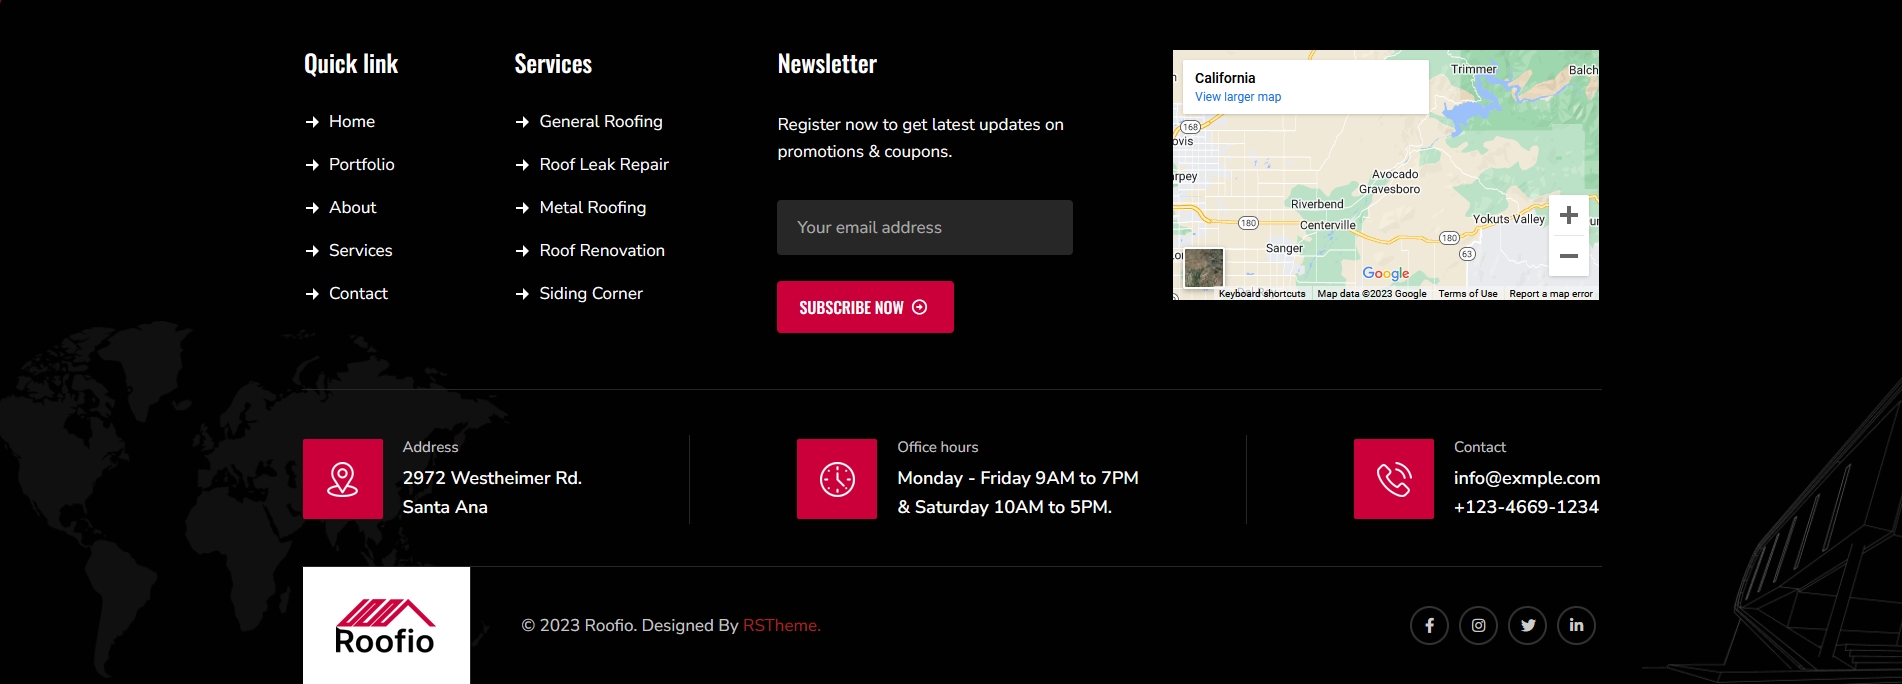 Quick link
Home
Portfolio
About
Services
Contact
Services
General Roofing
Roof Leak Repair
Metal Roofing
Roof Renovation
Siding Corner
Newsletter
Register now to get latest updates on
promotions & coupons.
Your email address
SUBSCRIBE NOW
California
View larger map
Trimmer
Balch
168
ovis
rpey
Avocado
Gravesboro
Riverbend
180
Centerville
Yokuts Valley
180
Sanger
63
Google
Keyboard shortcuts
Map data ©2023 Google
Terms of Use
Report a map error
Address
2972 Westheimer Rd.
Santa Ana
Office hours
Monday - Friday 9AM to 7PM
& Saturday 10AM to 5PM.
Contact
info@exmple.com
+123-4669-1234
Roofio
© 2023 Roofio. Designed By RSTheme.